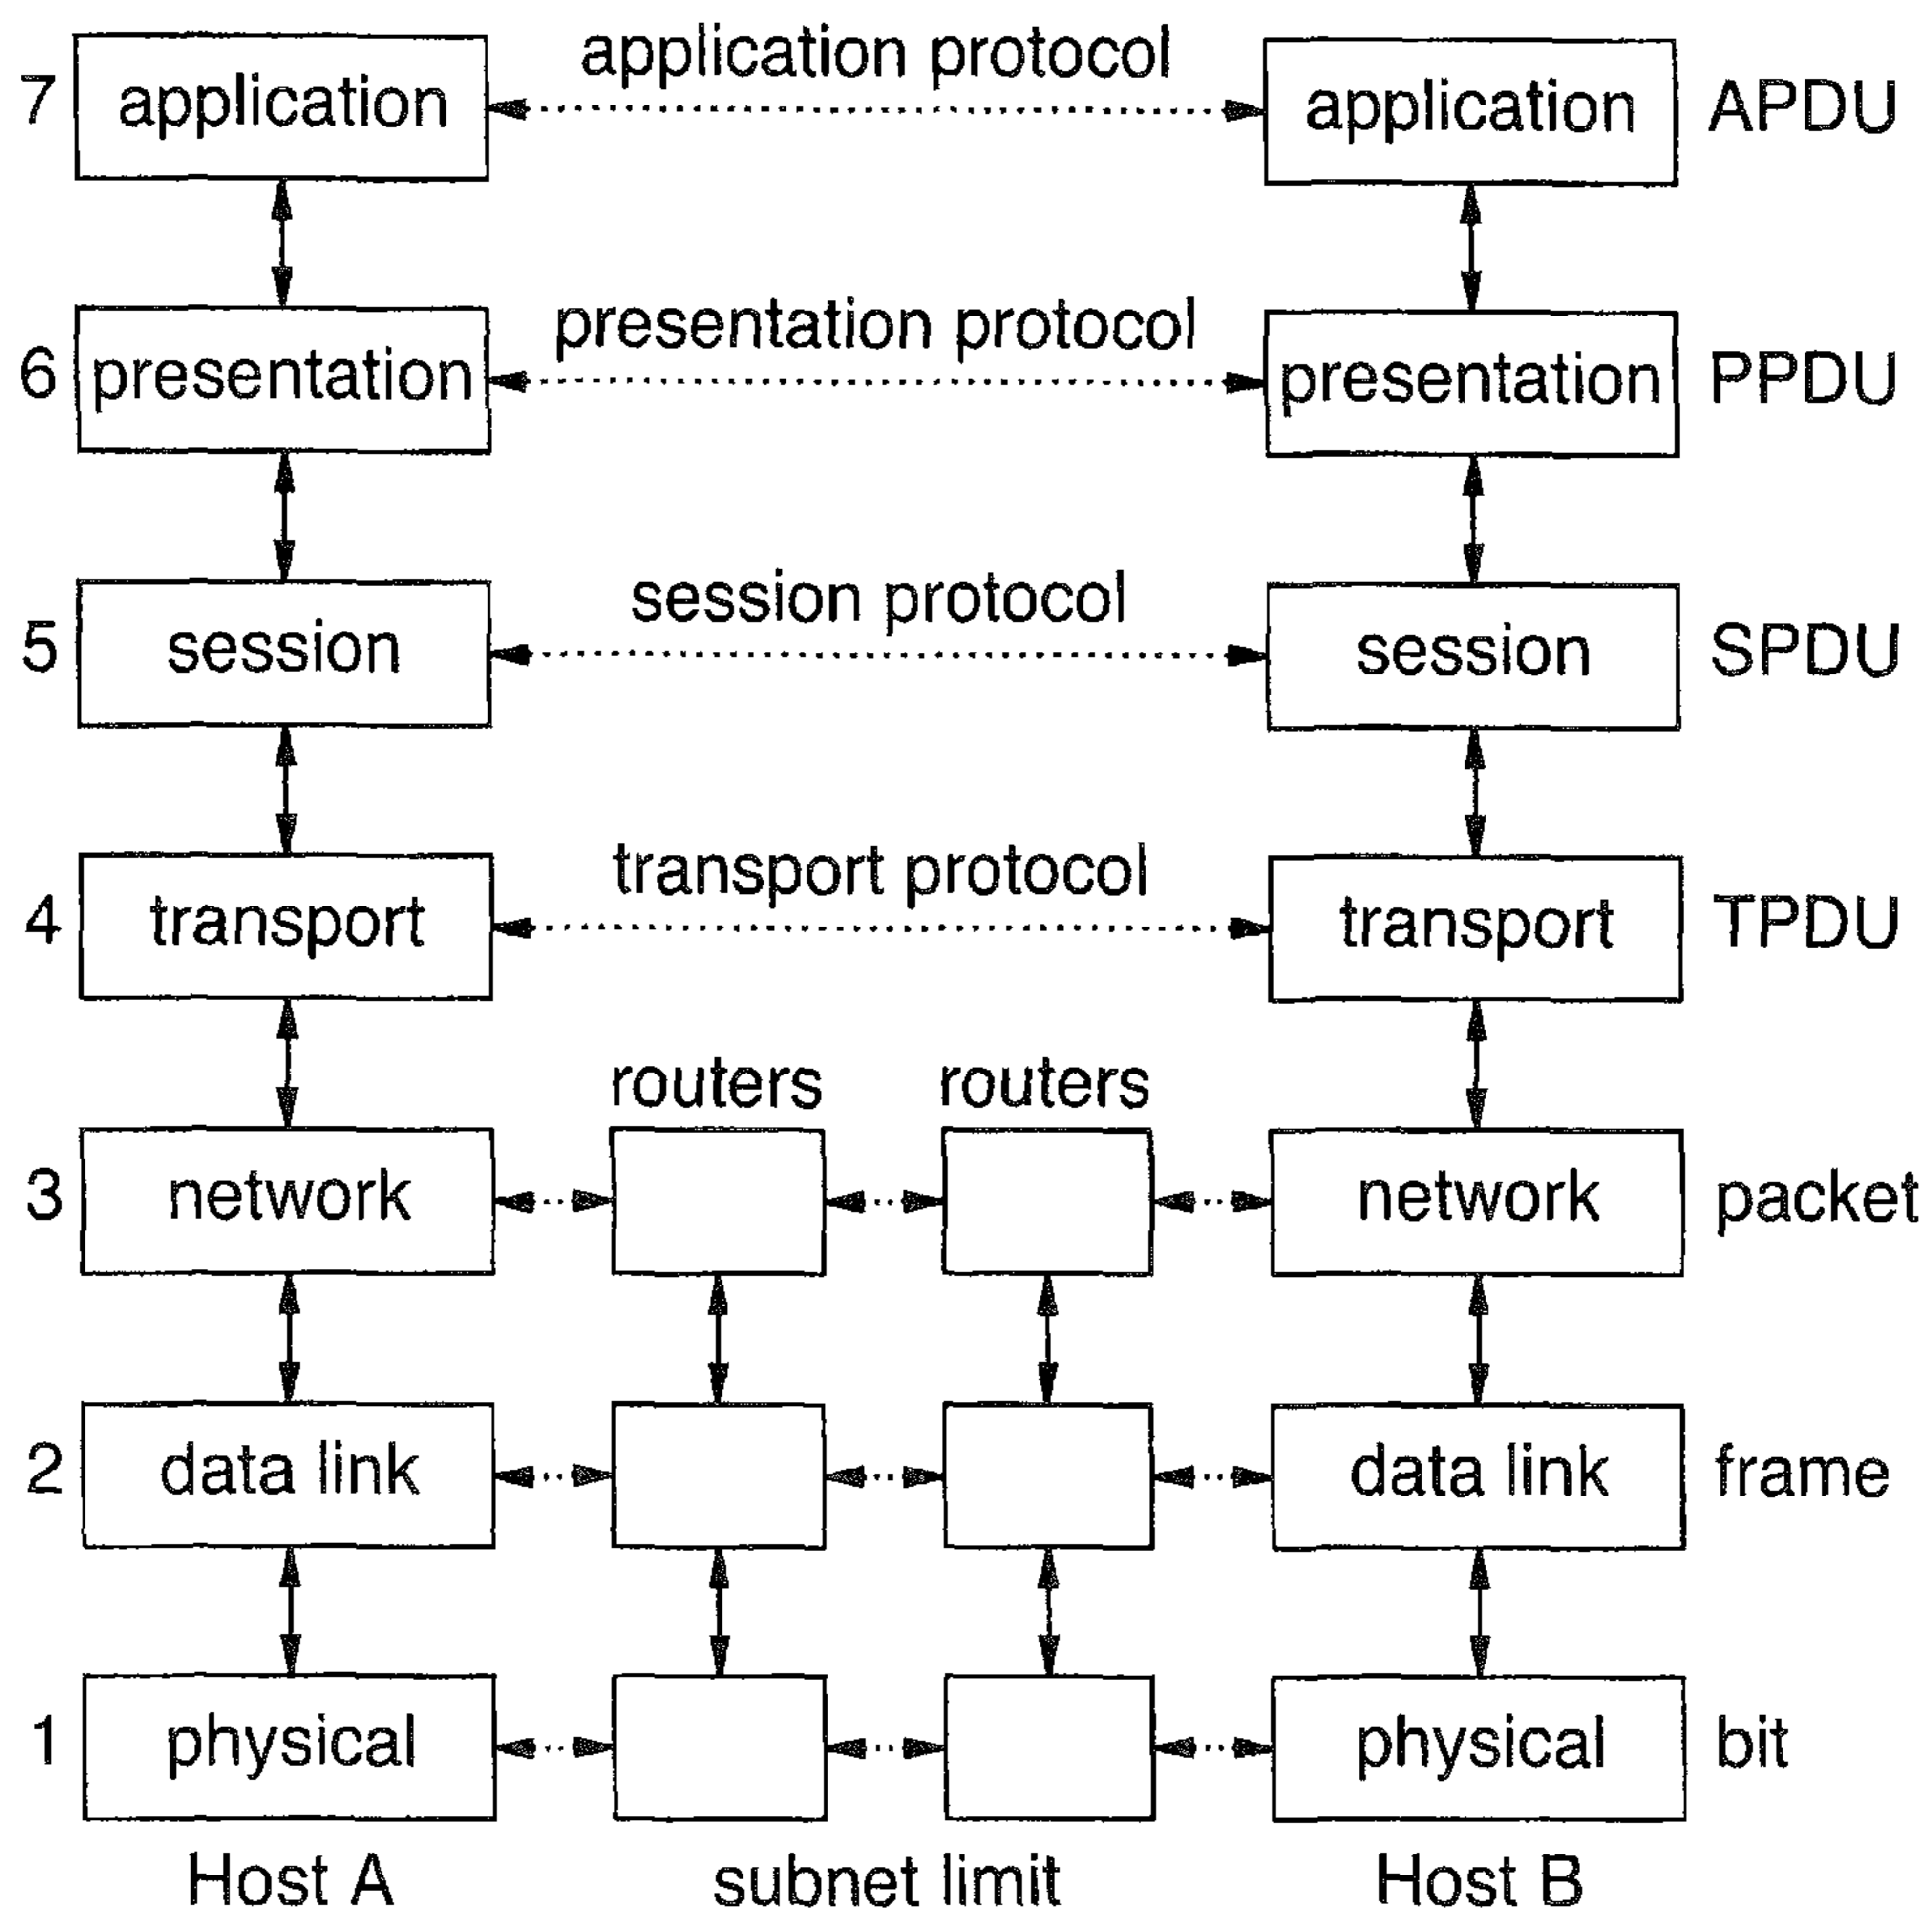 application protocol
7 application application APDU
presentation protocol
6 presentation presentation PPDU
session protocol
5 session session SPDU
transport protocol
4 transport transport TPDU
routers routers
3 network network packet
2 data link data link frame
1 physical physical bit
Host A subnet limit Host B